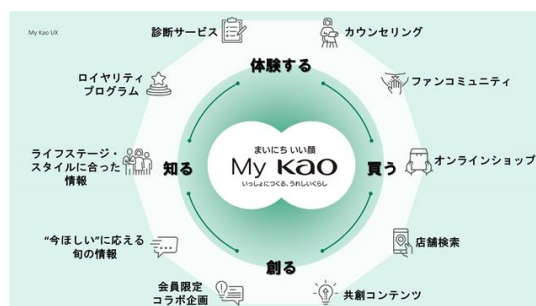 My Kao UX
診断サービス
カウンセリング
体験する
ロイヤリティ
プログラム
ファンコミュニティ
まいにち いい顔
My Kao
いっしょにつくる、うれしいくらし
ライフステージ・
スタイルに合った
情報
知る
買う
オンラインショップ
“今ほしい”に応える
旬の情報
店舗検索
創る
会員限定
コラボ企画
共創コンテンツ